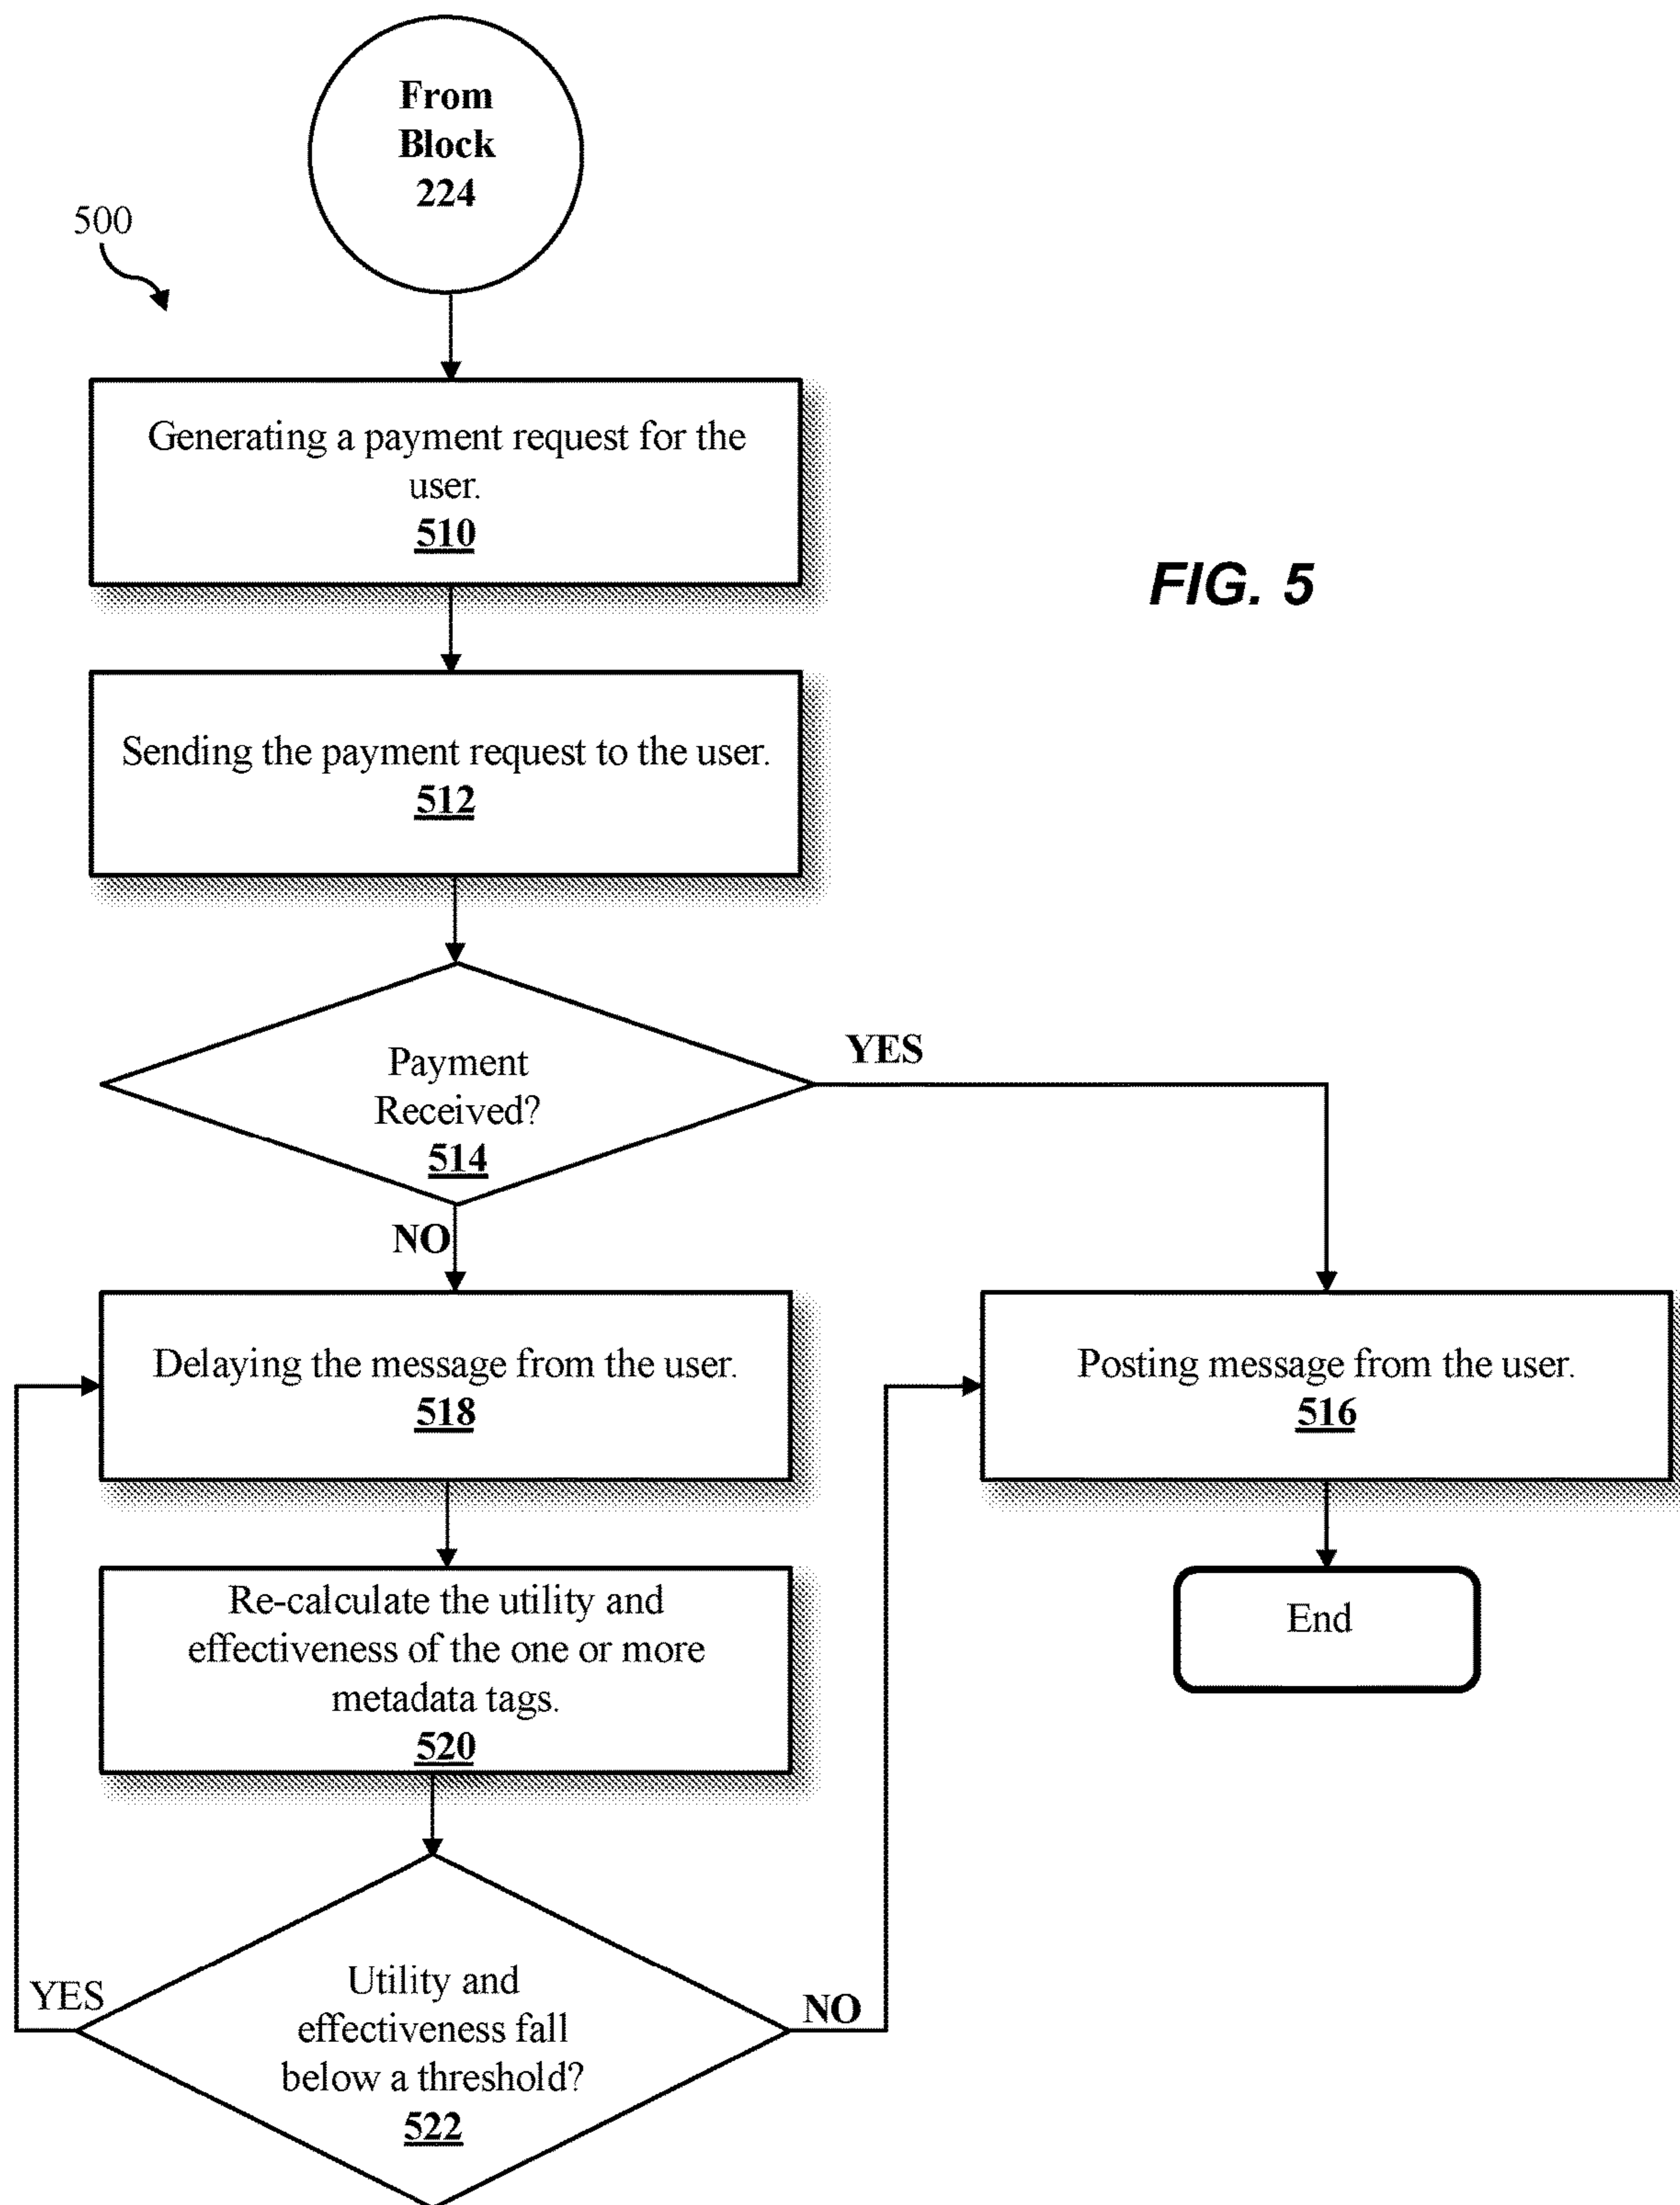 From
Block
224
500
Generating a payment request for the
user.
510
FIG. 5
Sending the payment request to the user.
512
Payment
Received?
514
YES
NO
Delaying the message from the user.
518
Posting message from the user.
516
Re-calculate the utility and
effectiveness of the one or more
metadata tags.
520
End
YES
Utility and
effectiveness fall
below a threshold?
522
NO